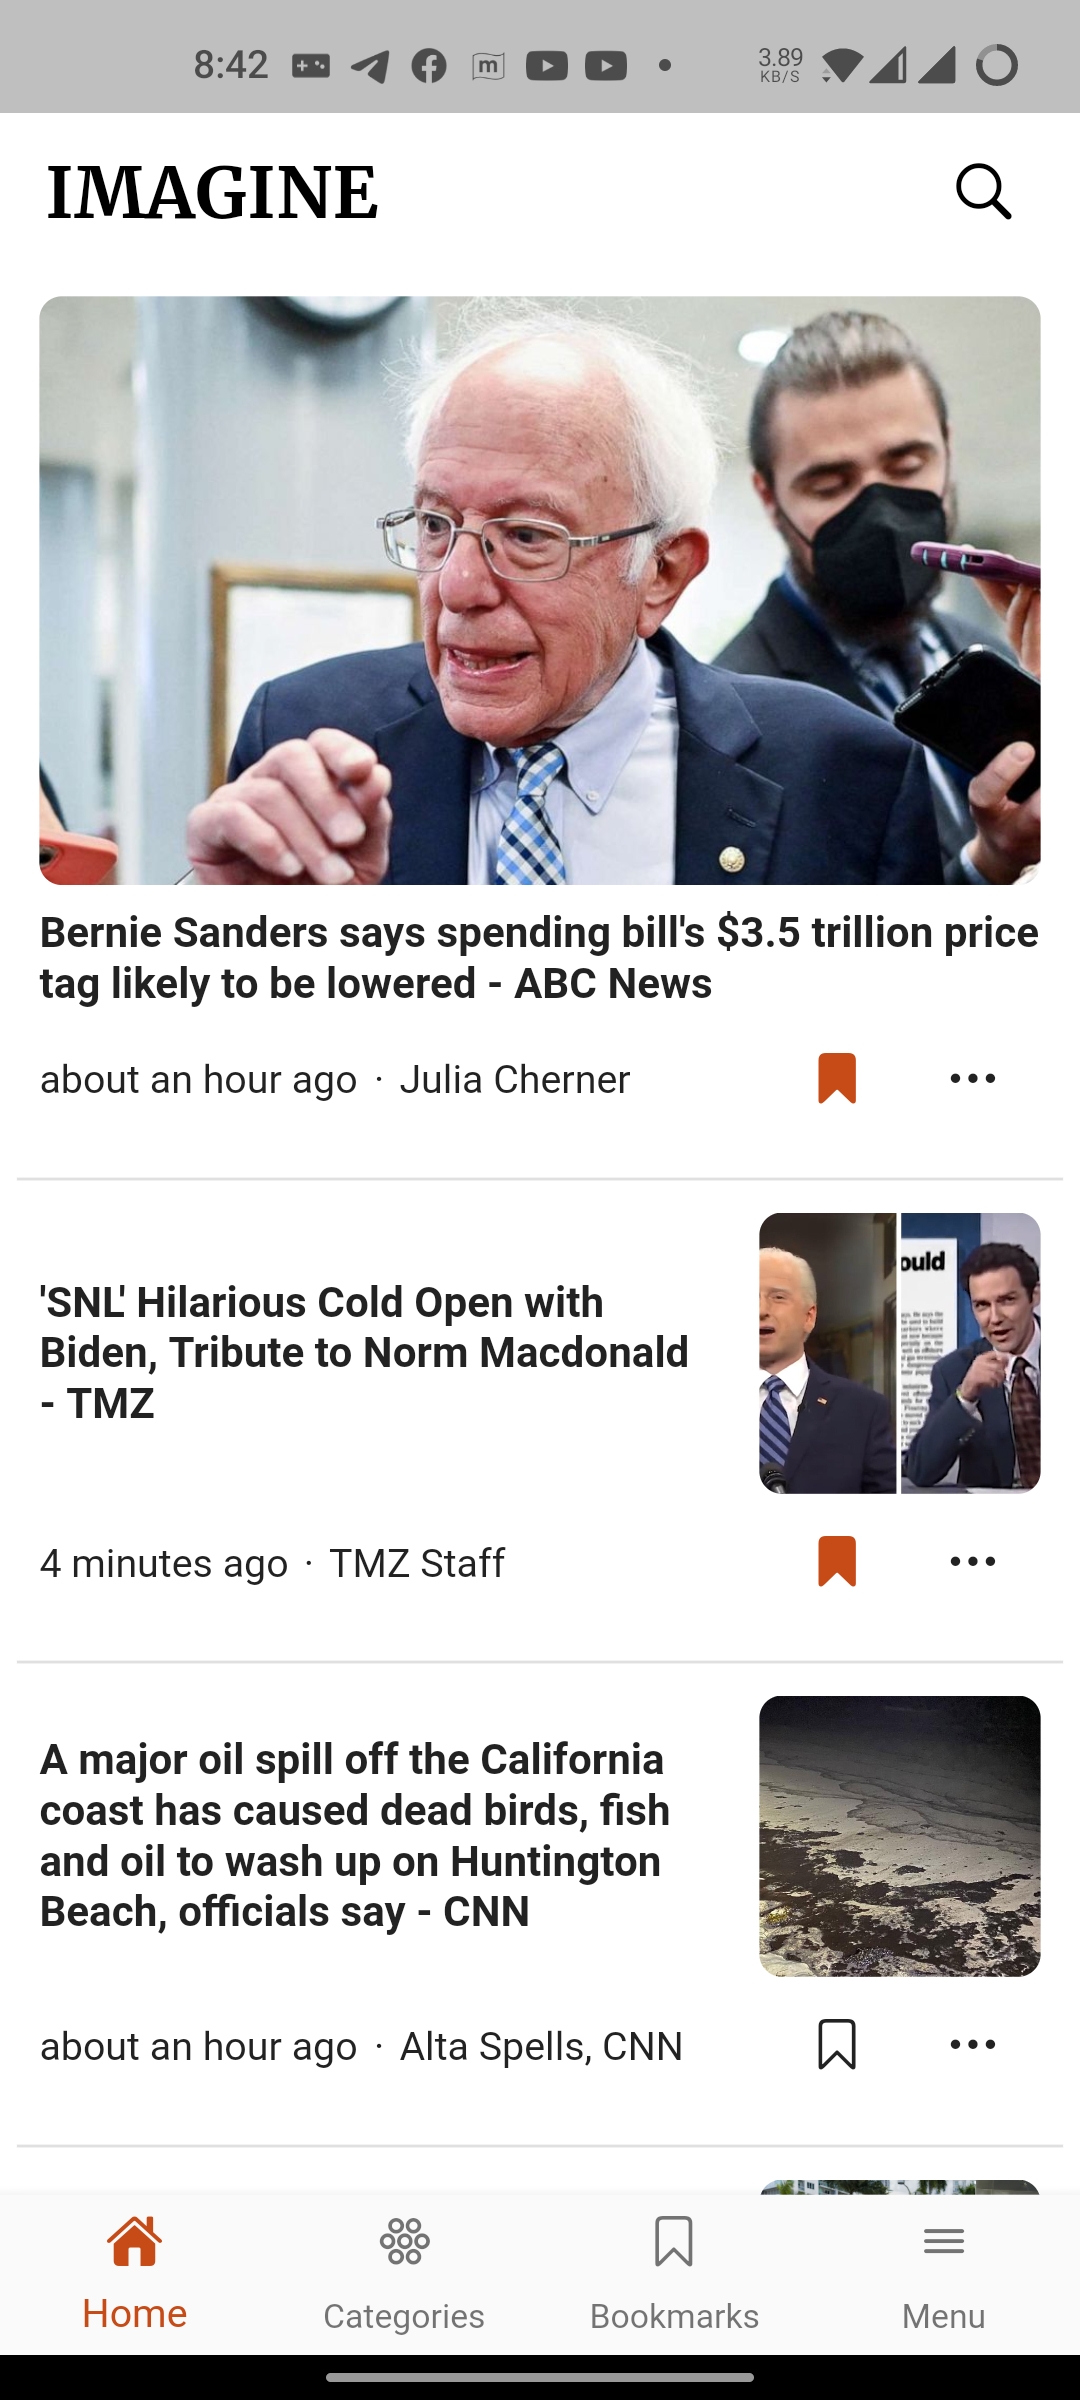 8:42
m
3.89
KB/S
IMAGINE
Bernie Sanders says spending bill's $3.5 trillion price
tag likely to be lowered - ABC News
about an hour ago · Julia Cherner
'SNL' Hilarious Cold Open with
Biden, Tribute to Norm Macdonald
- TMZ
ould
4 minutes ago · TMZ Staff
A major oil spill off the California
coast has caused dead birds, fish
and oil to wash up on Huntington
Beach, officials say - CNN
about an hour ago · Alta Spells, CNN
Home
Categories
Bookmarks
Menu